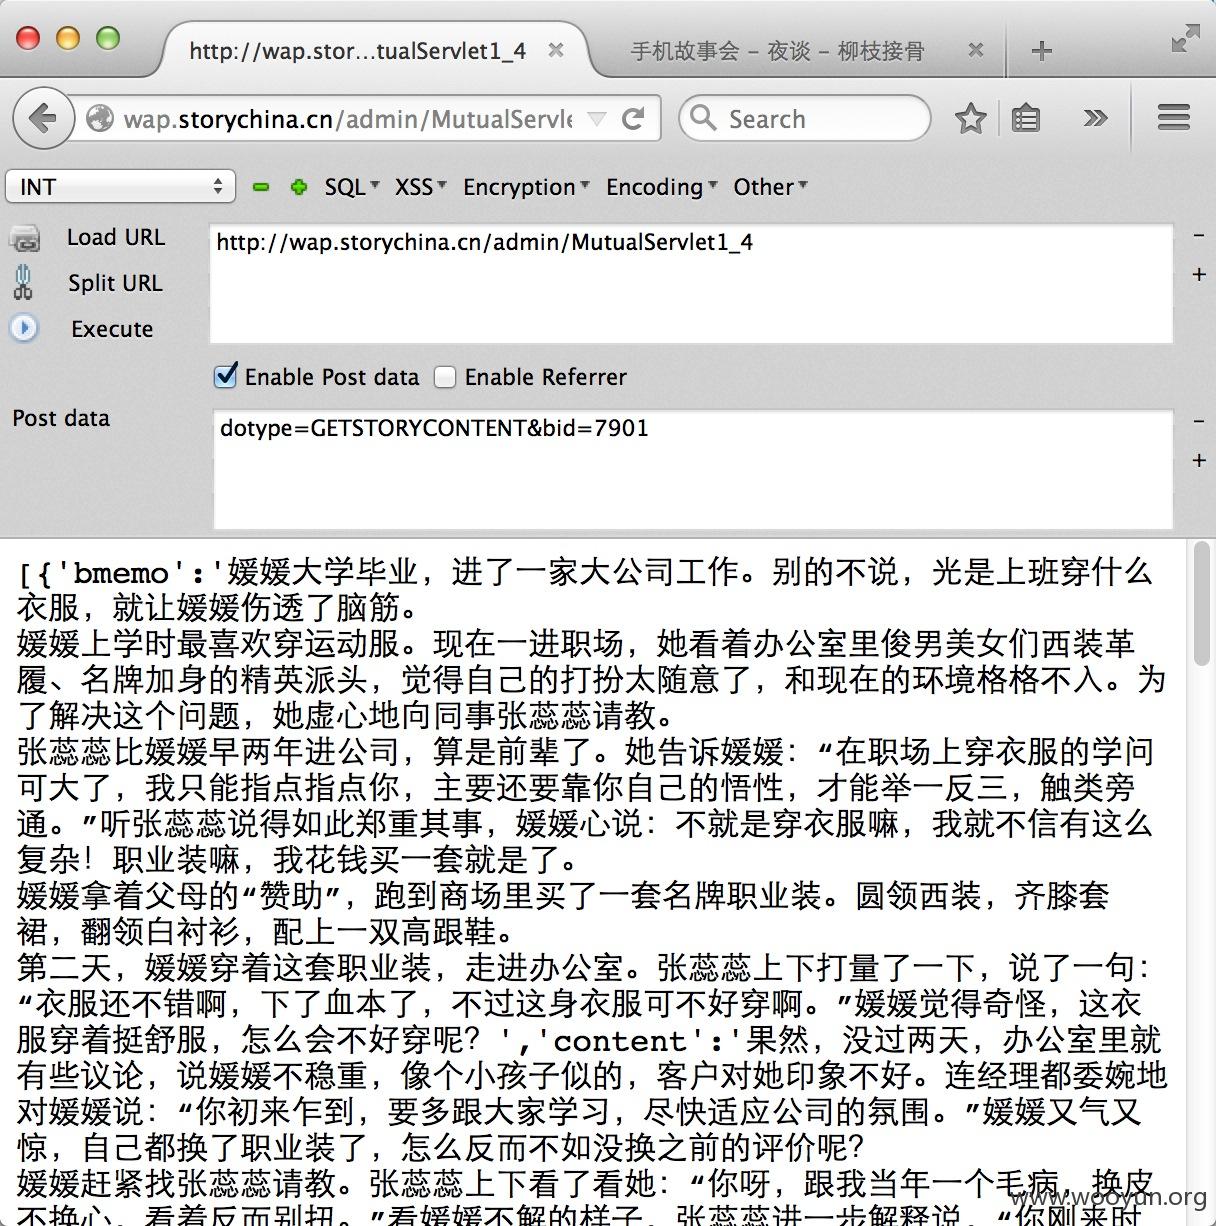 http://wap.stor...tualServlet1_4
手机故事会 - 夜谈 - 柳枝接骨
wap.storychina.cn/admin/MutualServle
Search
INT
SQL
XSS
Encryption
Encoding
Other
Load URL
http://wap.storychina.cn/admin/MutualServlet1_4
Split URL
Execute
Enable Post data
Enable Referrer
Post data
dotype=GETSTORYCONTENT&bid=7901
[{'bmemo':'媛媛大学毕业，进了一家大公司工作。别的不说，光是上班穿什么
衣服，就让媛媛伤透了脑筋。
媛媛上学时最喜欢穿运动服。现在一进职场，她看着办公室里俊男美女们西装革
履、名牌加身的精英派头，觉得自己的打扮太随意了，和现在的环境格格不入。为
了解决这个问题，她虚心地向同事张蕊蕊请教。
张蕊蕊比媛媛早两年进公司，算是前辈了。她告诉媛媛：“在职场上穿衣服的学问
可大了，我只能指点指点你，主要还要靠你自己的悟性，才能举一反三，触类旁
通。”听张蕊蕊说得如此郑重其事，媛媛心说：不就是穿衣服嘛，我就不信有这么
复杂！职业装嘛，我花钱买一套就是了。
媛媛拿着父母的“赞助”，跑到商场里买了一套名牌职业装。圆领西装，齐膝套
裙，翻领白衬衫，配上一双高跟鞋。
第二天，媛媛穿着这套职业装，走进办公室。张蕊蕊上下打量了一下，说了一句：
“衣服还不错啊，下了血本了，不过这身衣服可不好穿啊。”媛媛觉得奇怪，这衣
服穿着挺舒服，怎么会不好穿呢？','content':'果然，没过两天，办公室里就
有些议论，说媛媛不稳重，像个小孩子似的，客户对她印象不好。连经理都委婉地
对媛媛说：“你初来乍到，要多跟大家学习，尽快适应公司的氛围。”媛媛又气又
惊，自己都换了职业装了，怎么反而不如没换之前的评价呢？
媛媛赶紧找张蕊蕊请教。张蕊蕊上下看了看她：“你呀，跟我当年一个毛病，换皮
不换心，看着反而别扭。”看媛媛不解的样子，张蕊蕊进一步解释说，“你刚来时
www.wooyun.org